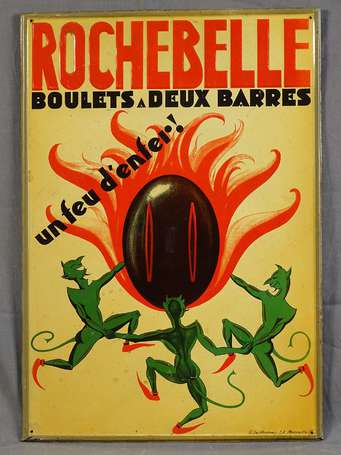 ROCHEBELLE
BOULETS A DEUX BARRES
un feu d'enfer!